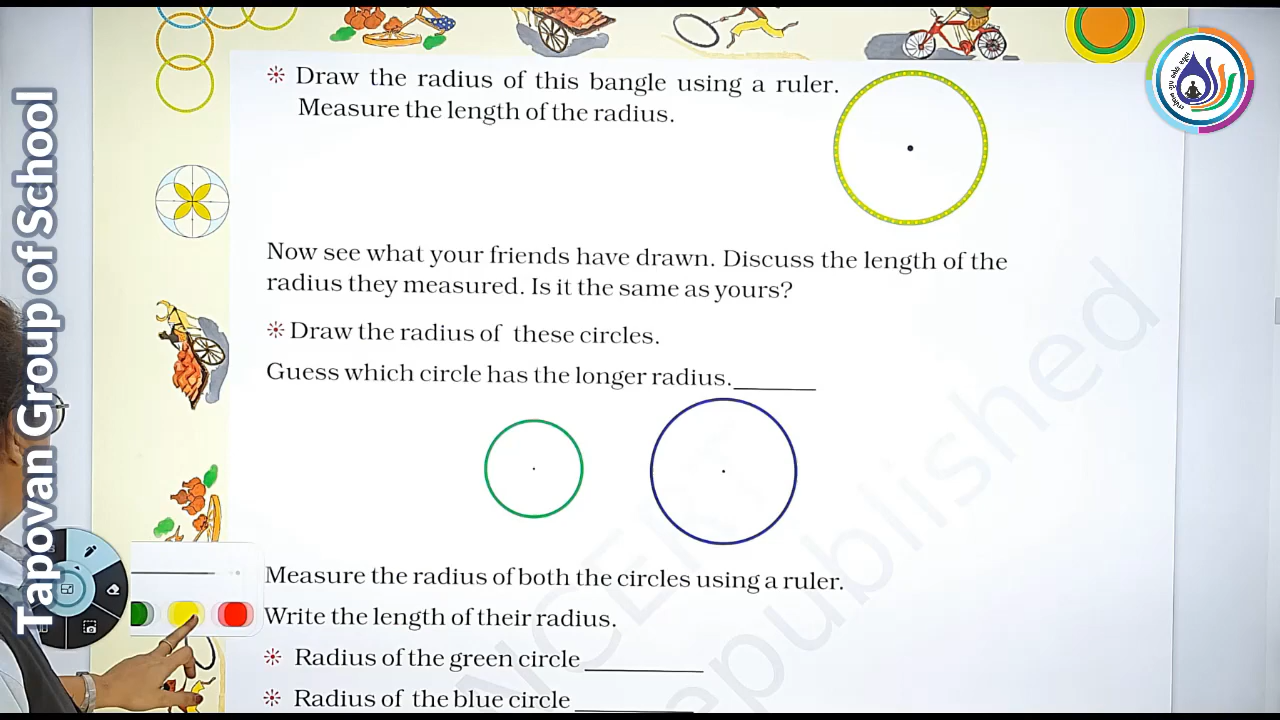 Draw the radius of this bangle using a ruler.
Measure the length of the radius.
Now see what your friends have drawn. Discuss the length of the
radius they measured. Is it the same as yours?
Draw the radius of these circles.
Guess which circle has the longer radius.________
Measure the radius of both the circles using a ruler.
Write the length of their radius.
Radius of the green circle____________
Radius of the blue circle____________
Tapovan Group of School